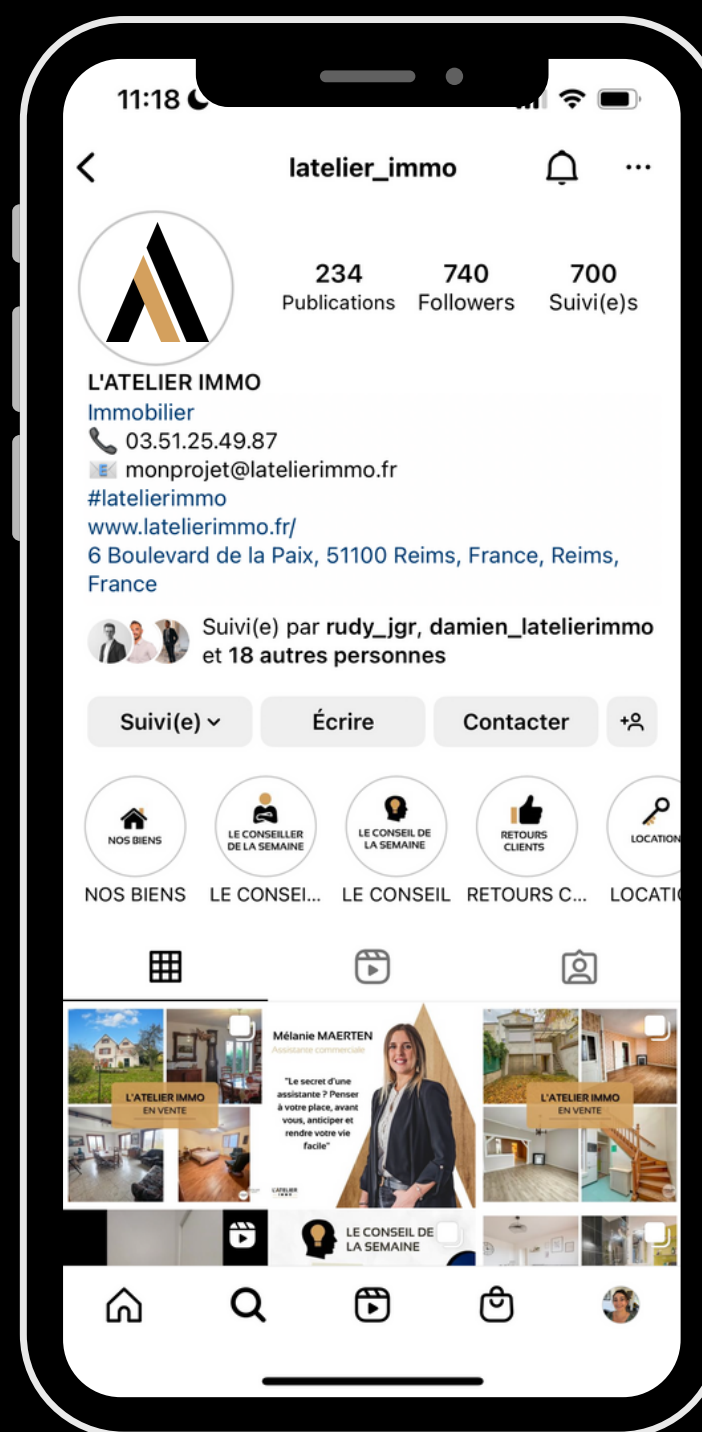 11:18
latelier_immo
234 740 700
Publications Followers Suivi(e)s
L'ATELIER IMMO
Immobilier
03.51.25.49.87
monprojet@latelierimmo.fr
#latelierimmo
www.latelierimmo.fr/
6 Boulevard de la Paix, 51100 Reims, France, Reims,
France
Suivi(e) par rudy_jgr, damien_latelierimmo
et 18 autres personnes
Suivi(e) Écrire Contacter
NOS BIENS
LE CONSEILLER
DE LA SEMAINE
LE CONSEIL DE
LA SEMAINE
RETOURS
CLIENTS
LOCATION
NOS BIENS LE CONSEI... LE CONSEIL RETOURS C... LOCATIO
L'ATELIER IMMO
EN VENTE
Mélanie MAERTEN
Assistante commerciale
"Le secret d'une
assistante ? Penser
à votre place, avant
vous, anticiper et
rendre votre vie
facile"
L'ATELIER
IMMO
L'ATELIER IMMO
EN VENTE
LE CONSEIL DE
LA SEMAINE